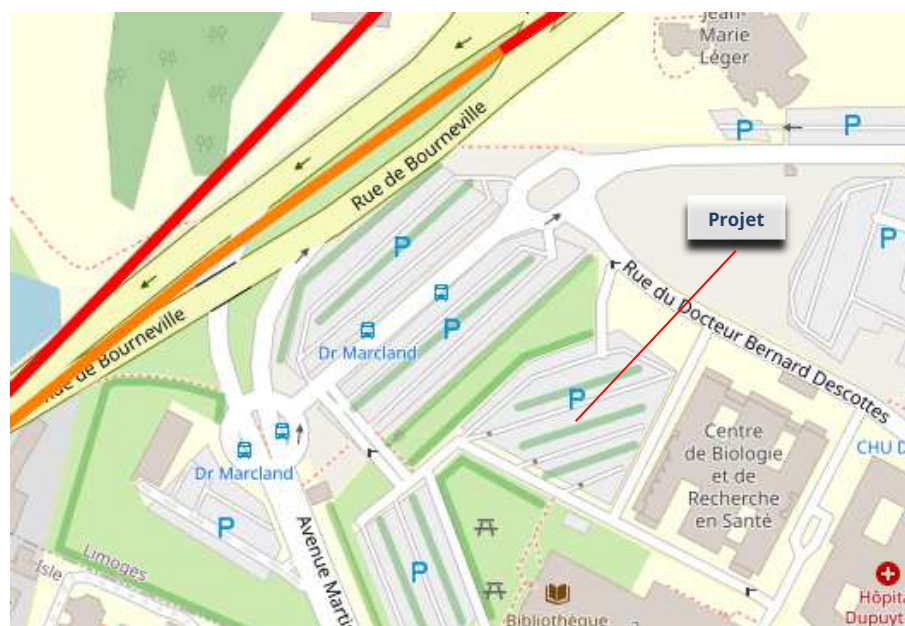 Jean-
Marie
Léger
P
P
Rue de Bourneville
Projet
P
P
Rue du Docteur Bernard Descottes
P
Rue de Bourneville
Dr Marcland
P
Centre
de Biologie
et de
Recherche
en Santé
CHU D
Dr Marcland
P
Avenue Marti
Limoges
Isle
P
Bibliothèque
Hôpita
Dupuyt